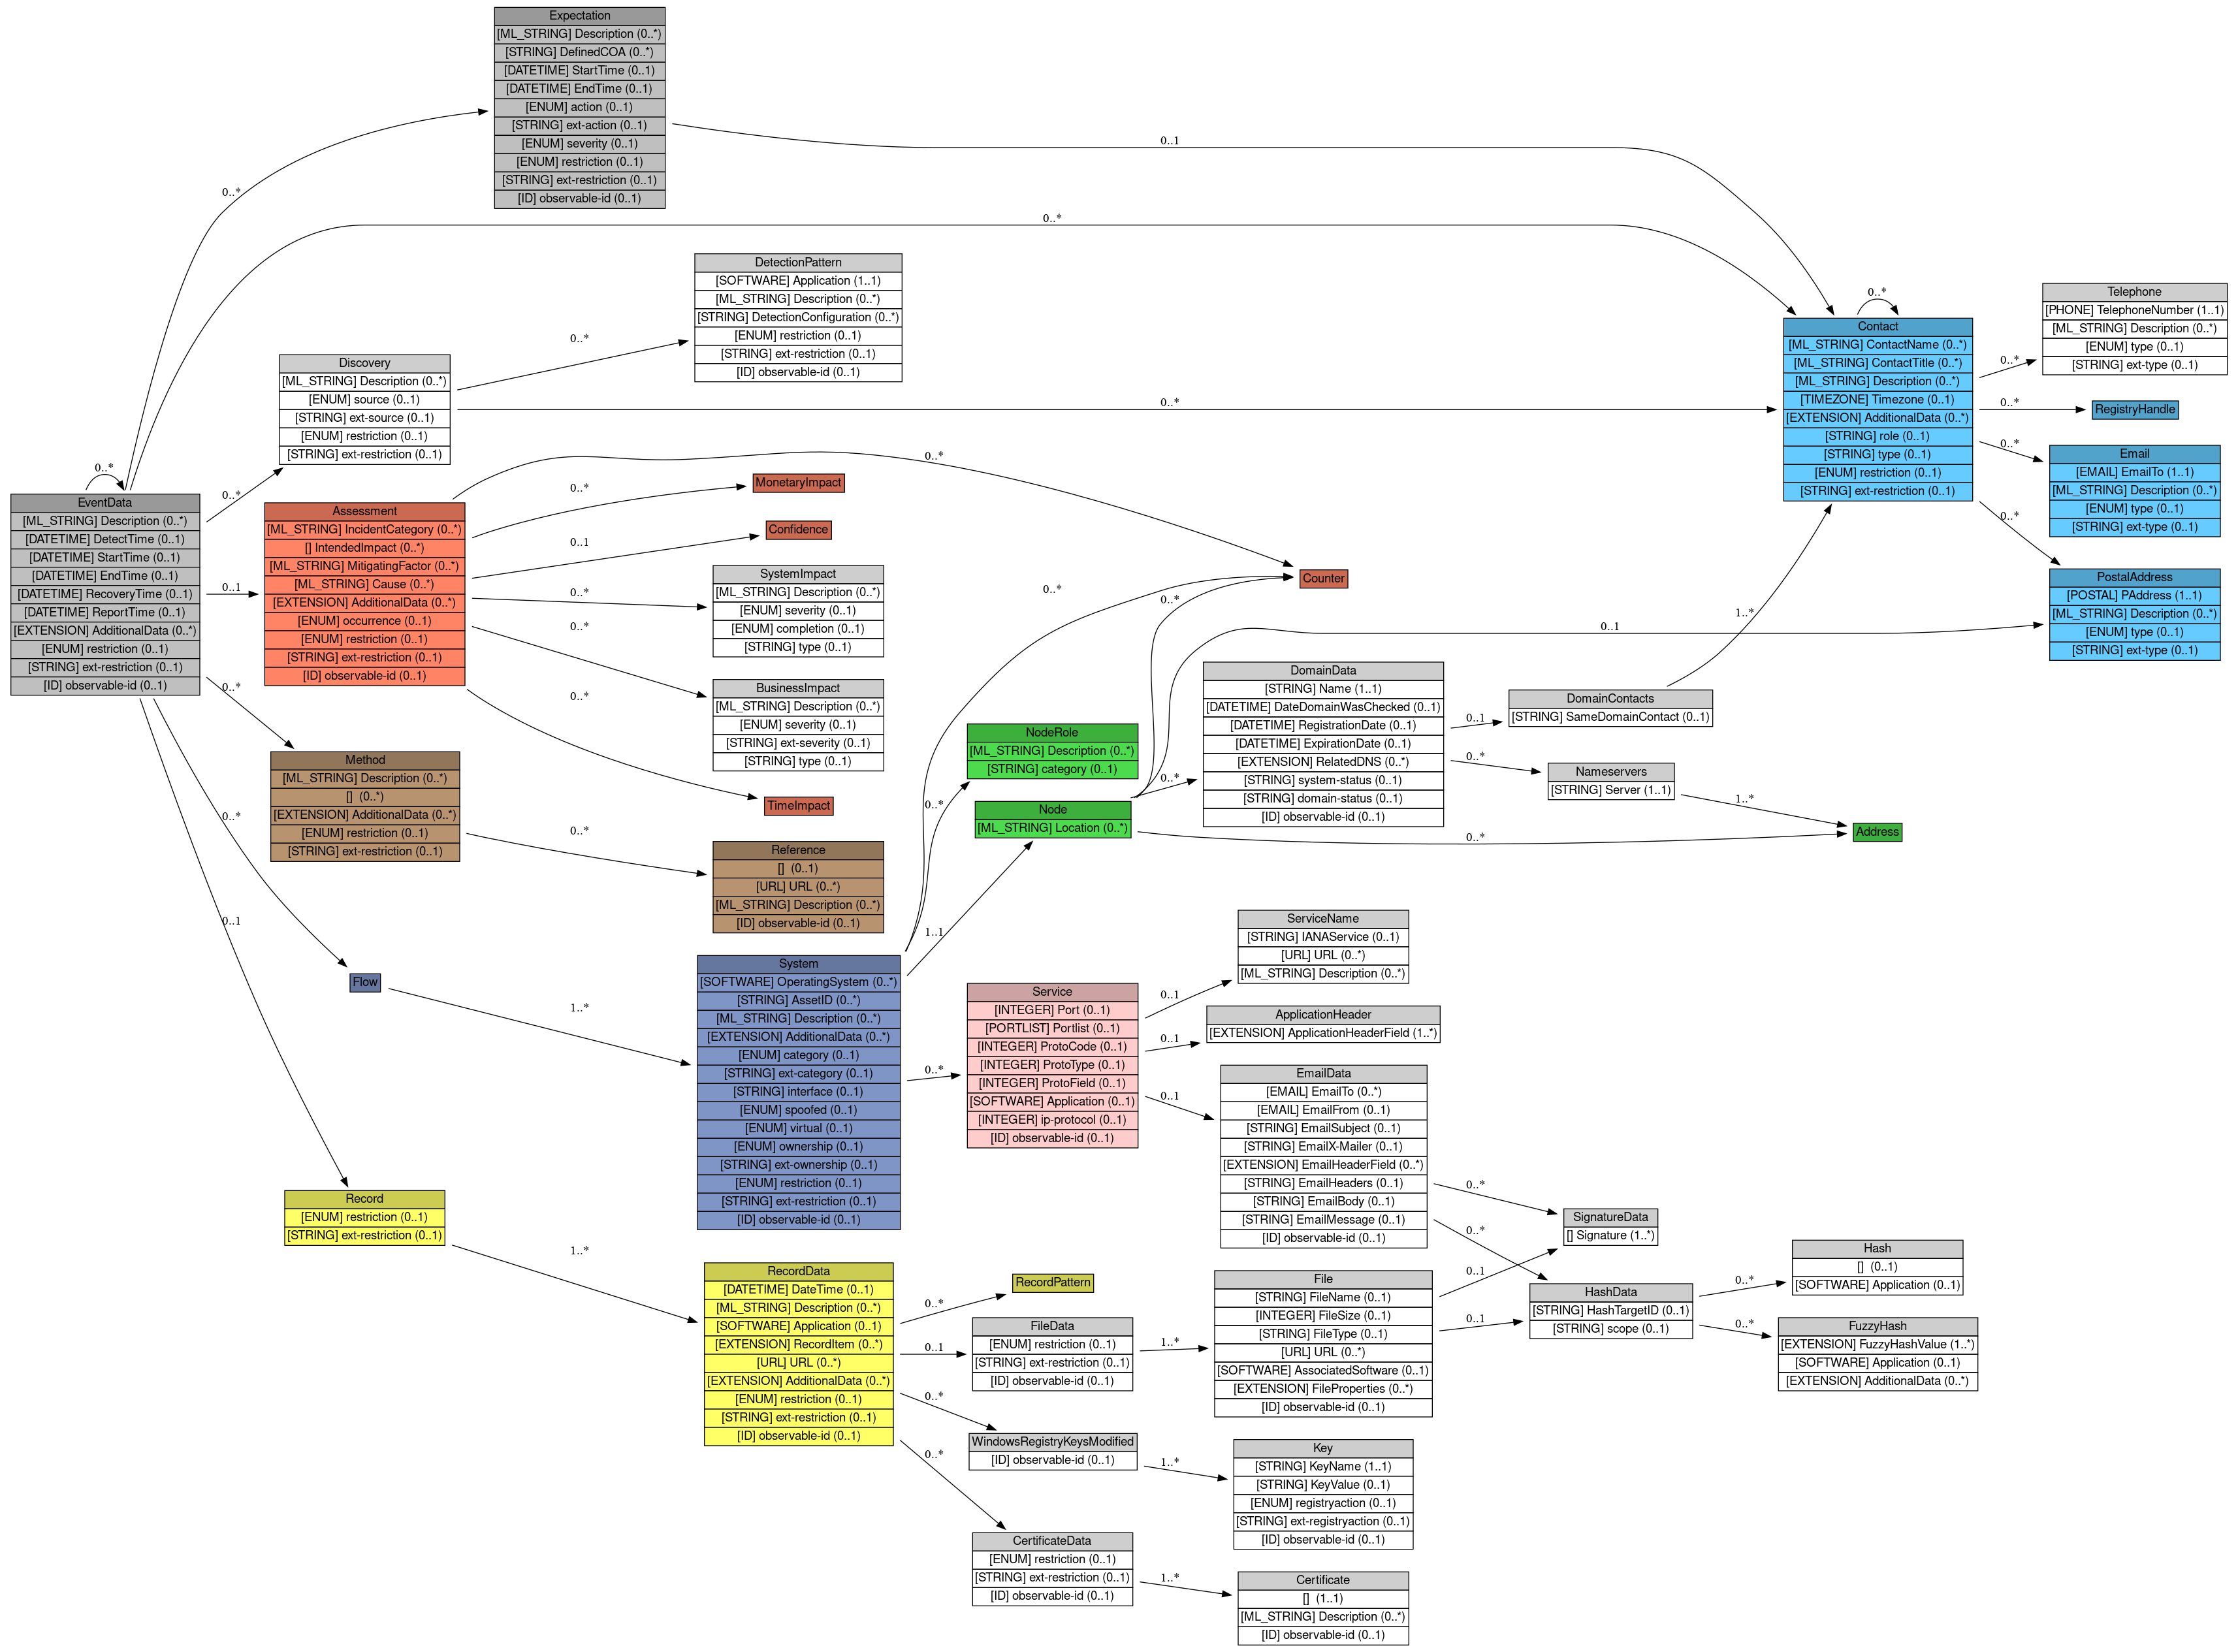 Expectation
[ML_STRING] Description (0..*)
[STRING] DefinedCOA (0..*)
[DATETIME] StartTime (0..1)
[DATETIME] EndTime (0..1)
[ENUM] action (0..1)
[STRING] ext-action (0..1)
[ENUM] severity (0..1)
[ENUM] restriction (0..1)
[STRING] ext-restriction (0..1)
[ID] observable-id (0..1)
0..1
0..*
0..*
DetectionPattern
[SOFTWARE] Application (1..1)
[ML_STRING] Description (0..*)
[STRING] DetectionConfiguration (0..*)
[ENUM] restriction (0..1)
[STRING] ext-restriction (0..1)
[ID] observable-id (0..1)
0..*
Discovery
[ML_STRING] Description (0..*)
[ENUM] source (0..1)
[STRING] ext-source (0..1)
[ENUM] restriction (0..1)
[STRING] ext-restriction (0..1)
0..*
0..*
0..*
Contact
[ML_STRING] ContactName (0..*)
[ML_STRING] ContactTitle (0..*)
[ML_STRING] Description (0..*)
[TIMEZONE] Timezone (0..1)
[EXTENSION] AdditionalData (0..*)
[STRING] role (0..1)
[STRING] type (0..1)
[ENUM] restriction (0..1)
[STRING] ext-restriction (0..1)
0..*
Telephone
[PHONE] TelephoneNumber (1..1)
[ML_STRING] Description (0..*)
[ENUM] type (0..1)
[STRING] ext-type (0..1)
0..*
RegistryHandle
0..*
Email
[EMAIL] EmailTo (1..1)
[ML_STRING] Description (0..*)
[ENUM] type (0..1)
[STRING] ext-type (0..1)
0..*
PostalAddress
[POSTAL] PAddress (1..1)
[ML_STRING] Description (0..*)
[ENUM] type (0..1)
[STRING] ext-type (0..1)
0..*
EventData
[ML_STRING] Description (0..*)
[DATETIME] DetectTime (0..1)
[DATETIME] StartTime (0..1)
[DATETIME] EndTime (0..1)
[DATETIME] RecoveryTime (0..1)
[DATETIME] ReportTime (0..1)
[EXTENSION] AdditionalData (0..*)
[ENUM] restriction (0..1)
[STRING] ext-restriction (0..1)
[ID] observable-id (0..1)
0..1
Assessment
[ML_STRING] IncidentCategory (0..*)
[] IntendedImpact (0..*)
[ML_STRING] MitigatingFactor (0..*)
[ML_STRING] Cause (0..*)
[EXTENSION] AdditionalData (0..*)
[ENUM] occurrence (0..1)
[ENUM] restriction (0..1)
[STRING] ext-restriction (0..1)
[ID] observable-id (0..1)
0..*
0..*
MonetaryImpact
0..1
Confidence
0..*
SystemImpact
[ML_STRING] Description (0..*)
[ENUM] severity (0..1)
[ENUM] completion (0..1)
[STRING] type (0..1)
0..*
BusinessImpact
[ML_STRING] Description (0..*)
[ENUM] severity (0..1)
[STRING] ext-severity (0..1)
[STRING] type (0..1)
0..*
TimeImpact
Counter
0..*
0..*
0..1
0..*
Method
[ML_STRING] Description (0..*)
[] (0..*)
[EXTENSION] AdditionalData (0..*)
[ENUM] restriction (0..1)
[STRING] ext-restriction (0..1)
0..*
Reference
[] (0..1)
[URL] URL (0..*)
[ML_STRING] Description (0..*)
[ID] observable-id (0..1)
NodeRole
[ML_STRING] Description (0..*)
[STRING] category (0..1)
0..*
Node
[ML_STRING] Location (0..*)
1..1
0..*
DomainData
[STRING] Name (1..1)
[DATETIME] DateDomainWasChecked (0..1)
[DATETIME] RegistrationDate (0..1)
[DATETIME] ExpirationDate (0..1)
[EXTENSION] RelatedDNS (0..*)
[STRING] system-status (0..1)
[STRING] domain-status (0..1)
[ID] observable-id (0..1)
0..1
DomainContacts
[STRING] SameDomainContact (0..1)
1..*
0..*
Nameservers
[STRING] Server (1..1)
1..*
0..*
Address
0..*
Flow
1..*
System
[SOFTWARE] OperatingSystem (0..*)
[STRING] AssetID (0..*)
[ML_STRING] Description (0..*)
[EXTENSION] AdditionalData (0..*)
[ENUM] category (0..1)
[STRING] ext-category (0..1)
[STRING] interface (0..1)
[ENUM] spoofed (0..1)
[ENUM] virtual (0..1)
[ENUM] ownership (0..1)
[STRING] ext-ownership (0..1)
[ENUM] restriction (0..1)
[STRING] ext-restriction (0..1)
[ID] observable-id (0..1)
0..*
Service
[INTEGER] Port (0..1)
[PORTLIST] Portlist (0..1)
[INTEGER] ProtoCode (0..1)
[INTEGER] ProtoType (0..1)
[INTEGER] ProtoField (0..1)
[SOFTWARE] Application (0..1)
[INTEGER] ip-protocol (0..1)
[ID] observable-id (0..1)
0..1
ServiceName
[STRING] IANAService (0..1)
[URL] URL (0..*)
[ML_STRING] Description (0..*)
0..1
ApplicationHeader
[EXTENSION] ApplicationHeaderField (1..*)
0..1
EmailData
[EMAIL] EmailTo (0..*)
[EMAIL] EmailFrom (0..1)
[STRING] EmailSubject (0..1)
[STRING] EmailX-Mailer (0..1)
[EXTENSION] EmailHeaderField (0..*)
[STRING] EmailHeaders (0..1)
[STRING] EmailBody (0..1)
[STRING] EmailMessage (0..1)
[ID] observable-id (0..1)
0..*
0..*
SignatureData
[] Signature (1..*)
0..1
Record
[ENUM] restriction (0..1)
[STRING] ext-restriction (0..1)
1..*
RecordData
[DATETIME] DateTime (0..1)
[ML_STRING] Description (0..*)
[SOFTWARE] Application (0..1)
[EXTENSION] RecordItem (0..*)
[URL] URL (0..*)
[EXTENSION] AdditionalData (0..*)
[ENUM] restriction (0..1)
[STRING] ext-restriction (0..1)
[ID] observable-id (0..1)
0..*
RecordPattern
0..1
FileData
[ENUM] restriction (0..1)
[STRING] ext-restriction (0..1)
[ID] observable-id (0..1)
1..*
File
[STRING] FileName (0..1)
[INTEGER] FileSize (0..1)
[STRING] FileType (0..1)
[URL] URL (0..*)
[SOFTWARE] AssociatedSoftware (0..1)
[EXTENSION] FileProperties (0..*)
[ID] observable-id (0..1)
0..1
0..1
HashData
[STRING] HashTargetID (0..1)
[STRING] scope (0..1)
0..*
Hash
[] (0..1)
[SOFTWARE] Application (0..1)
0..*
FuzzyHash
[EXTENSION] FuzzyHashValue (1..*)
[SOFTWARE] Application (0..1)
[EXTENSION] AdditionalData (0..*)
0..*
WindowsRegistryKeysModified
[ID] observable-id (0..1)
1..*
Key
[STRING] KeyName (1..1)
[STRING] KeyValue (0..1)
[ENUM] registryaction (0..1)
[STRING] ext-registryaction (0..1)
[ID] observable-id (0..1)
0..*
CertificateData
[ENUM] restriction (0..1)
[STRING] ext-restriction (0..1)
[ID] observable-id (0..1)
1..*
Certificate
[] (1..1)
[ML_STRING] Description (0..*)
[ID] observable-id (0..1)